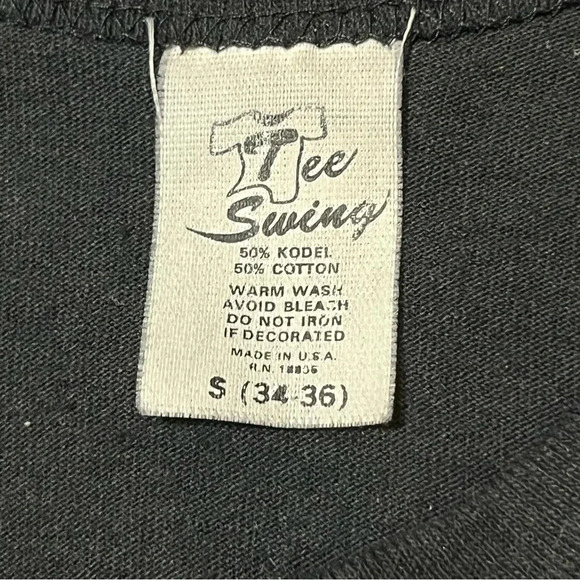 Tee
Swing
50% KODEL
50% COTTON
WARM WASH
AVOID BLEACH
DO NOT IRON
IF DECORATED
MADE IN U.S.A.
R.N.
S (34-36)